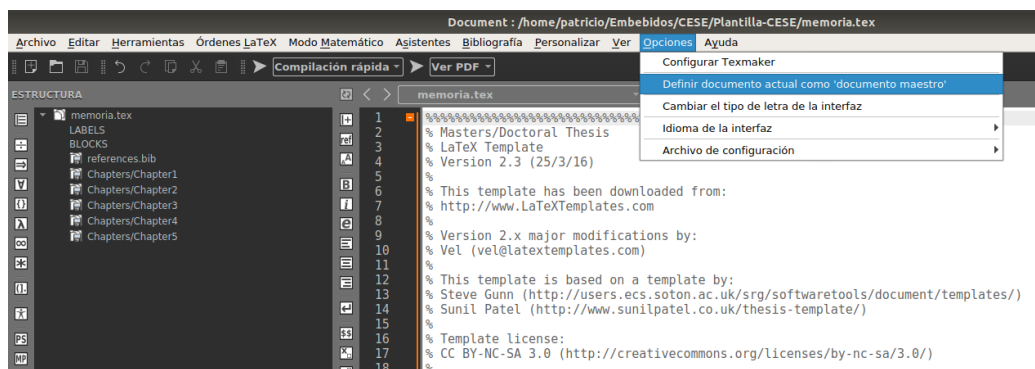 Document : /home/patricio/Embebidos/CESE/Plantilla-CESE/memoria.tex
Archivo Editar Herramientas Órdenes LaTeX Modo Matemático Asistentes Bibliografía Personalizar Ver Opciones Ayuda
Compilación rápida Ver PDF
Configurar Texmaker
Definir documento actual como 'documento maestro'
Cambiar el tipo de letra de la interfaz
Idioma de la interfaz
Archivo de configuración
ESTRUCTURA
memoria.tex
LABELS
BLOCKS
references.bib
Chapters/Chapter1
Chapters/Chapter2
Chapters/Chapter3
Chapters/Chapter4
Chapters/Chapter5
memoria.tex
1 %%%%%%%%%%%%%%%%%%%%%%%%%%%%%
2 % Masters/Doctoral Thesis
3 % LaTeX Template
4 % Version 2.3 (25/3/16)
5 %
6 % This template has been downloaded from:
7 % http://www.LaTeXTemplates.com
8 %
9 % Version 2.x major modifications by:
10 % Vel (vel@latextemplates.com)
11 %
12 % This template is based on a template by:
13 % Steve Gunn (http://users.ecs.soton.ac.uk/srg/softwaretools/document/templates/)
14 % Sunil Patel (http://www.sunilpatel.co.uk/thesis-template/)
15 %
16 % Template license:
17 % CC BY-NC-SA 3.0 (http://creativecommons.org/licenses/by-nc-sa/3.0/)
18 %